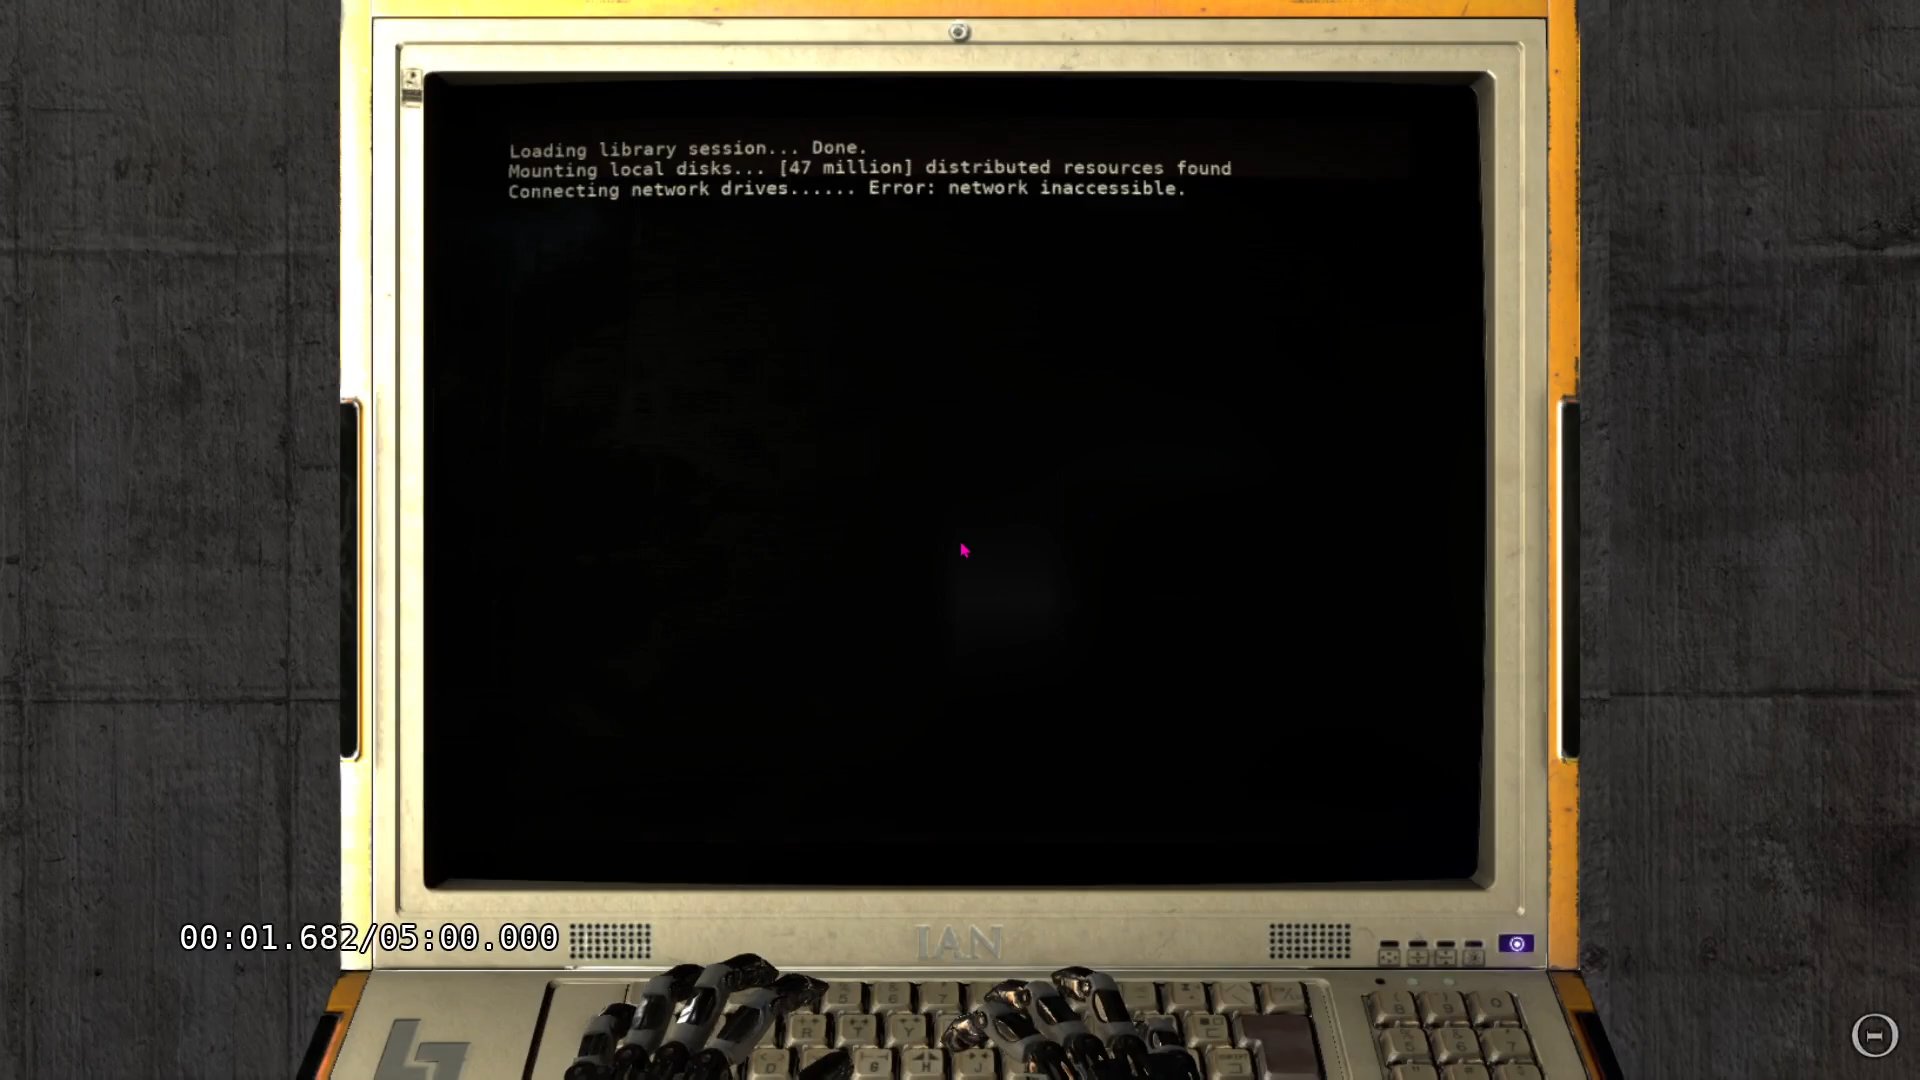 Loading library session... Done.
Mounting local disks... [47 million] distributed resources found
Connecting network drives...... Error: network inaccessible.
00:01.682/05:00.000
IAN